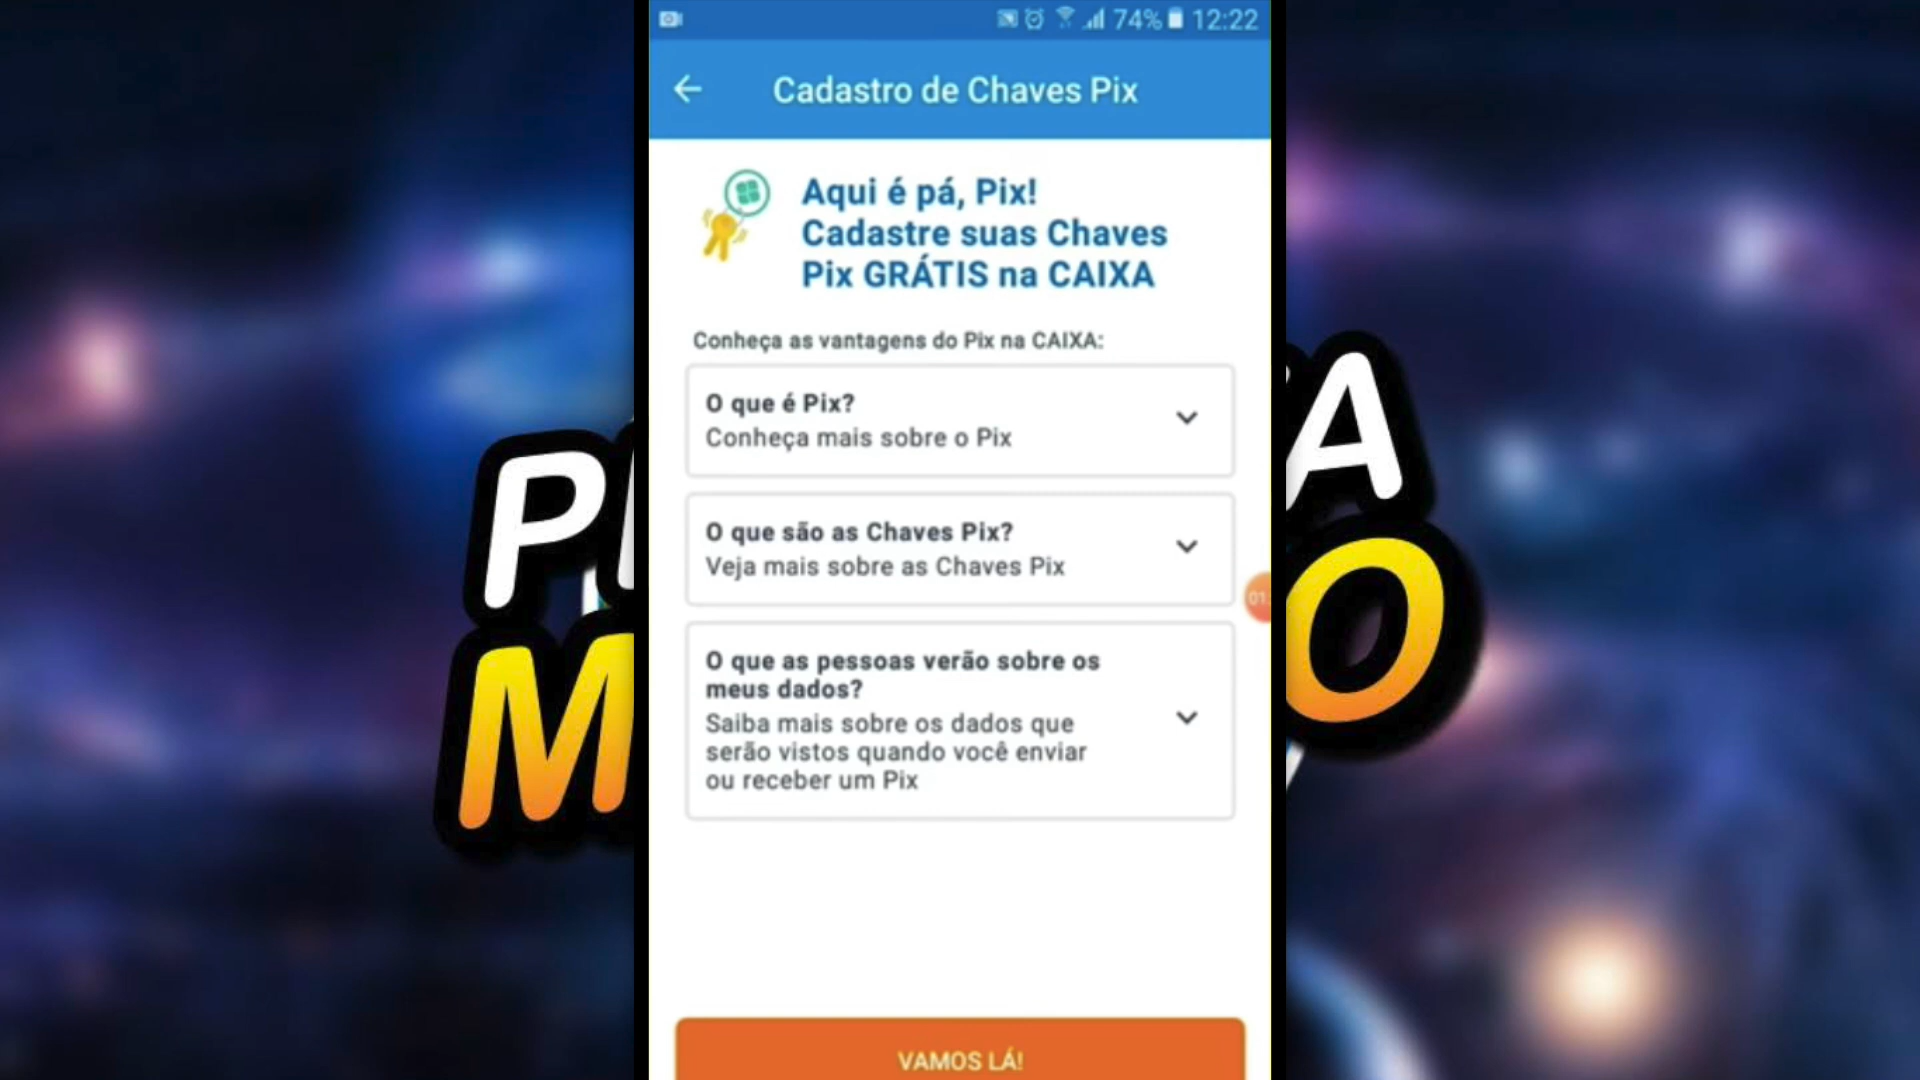 74% 12:22
Cadastro de Chaves Pix
Aqui é pá, Pix!
Cadastre suas Chaves
Pix GRÁTIS na CAIXA
Conheça as vantagens do Pix na CAIXA:
O que é Pix?
Conheça mais sobre o Pix
O que são as Chaves Pix?
Veja mais sobre as Chaves Pix
O que as pessoas verão sobre os
meus dados?
Saiba mais sobre os dados que
serão vistos quando você enviar
ou receber um Pix
VAMOS LÁ!